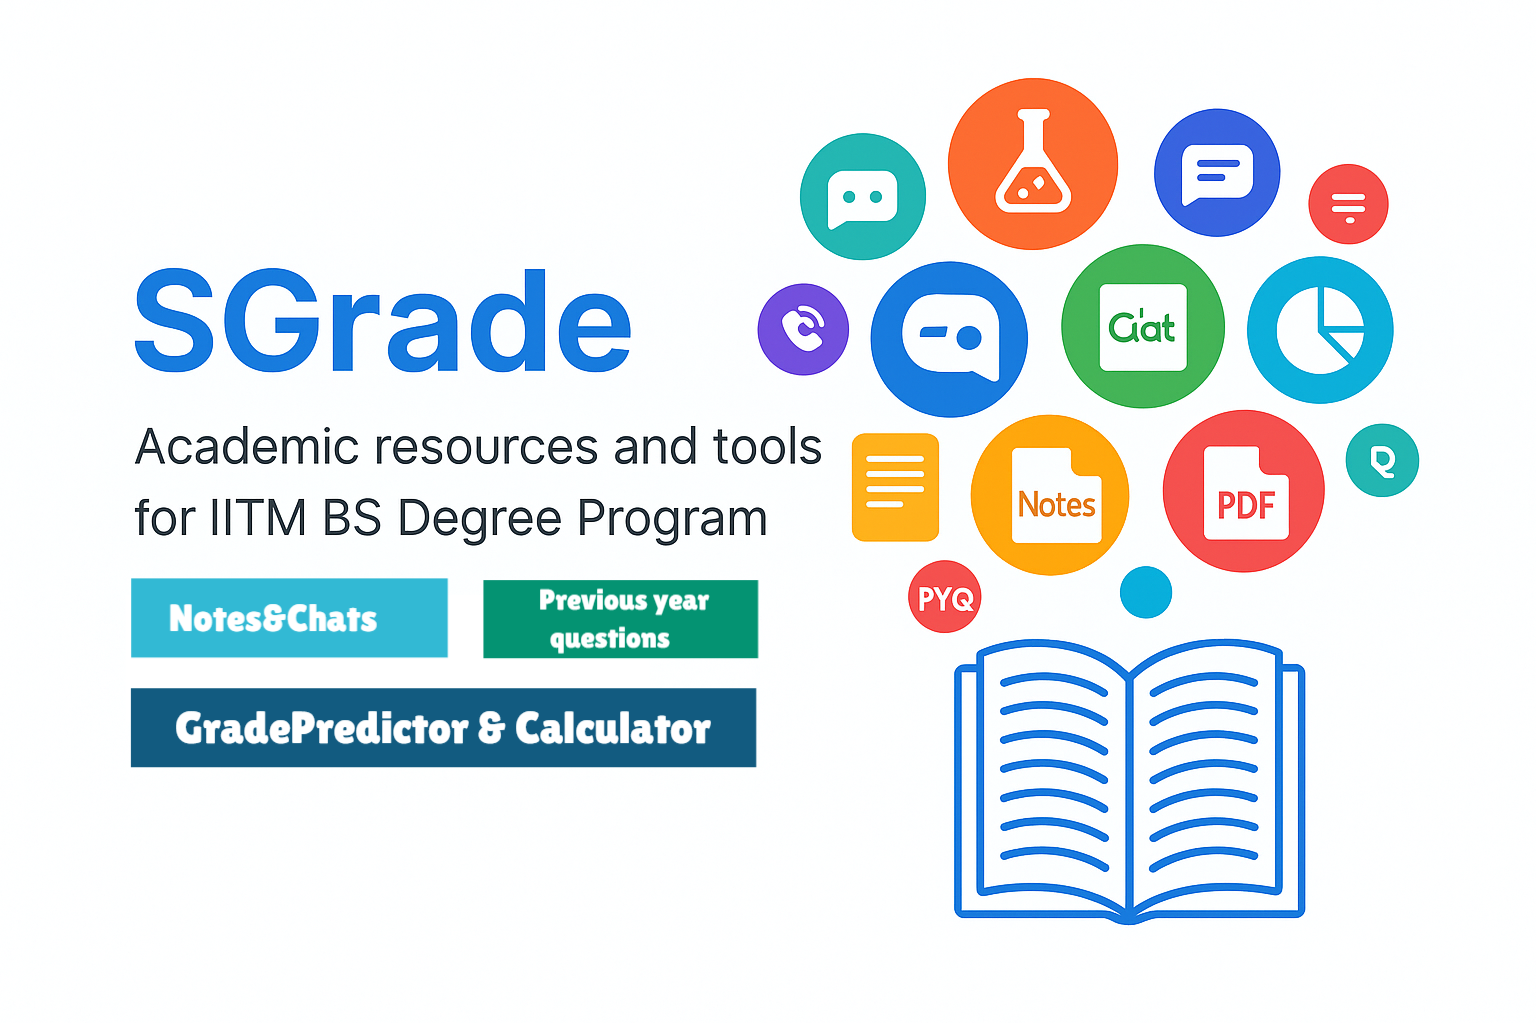 SGrade
Academic resources and tools
for IITM BS Degree Program
Notes&Chats
Previous year
questions
GradePredictor & Calculator
Notes
PDF
PYQ